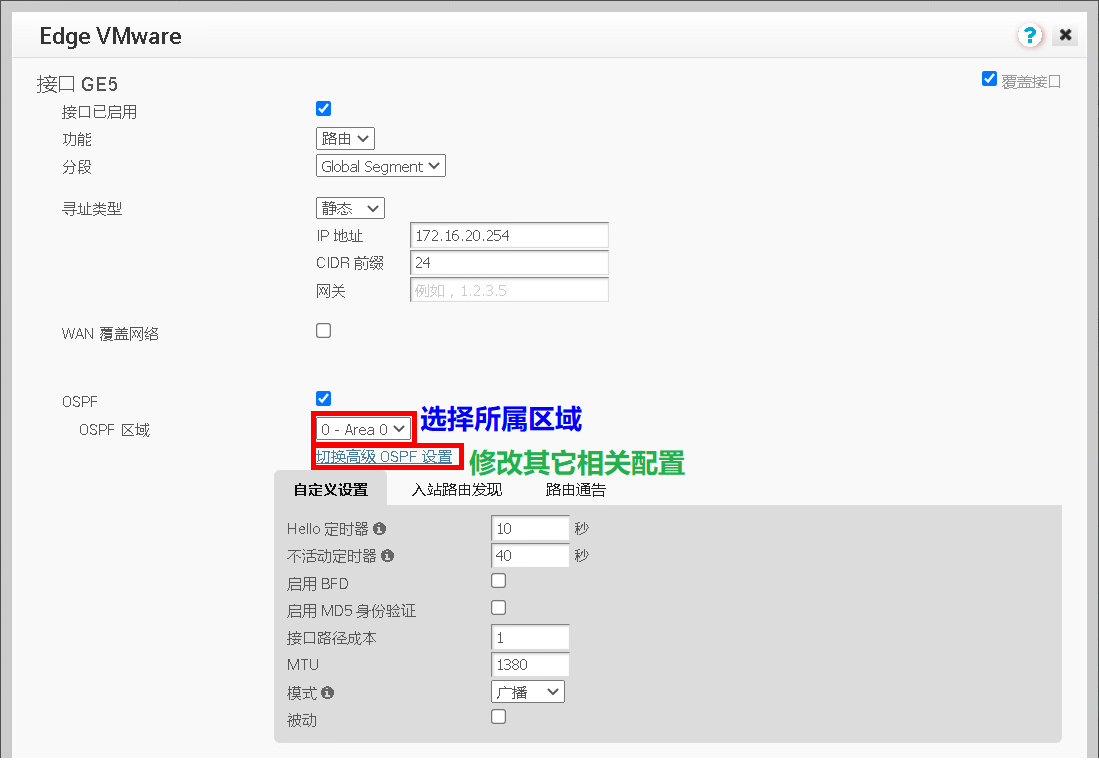 Edge VMware
?
接口 GE5
覆盖接口
接口已启用
功能 路由
分段 Global Segment
寻址类型 静态
IP 地址 172.16.20.254
CIDR 前缀 24
网关 例如，1.2.3.5
WAN 覆盖网络
OSPF
OSPF 区域 0 - Area 0 选择所属区域
切换高级 OSPF 设置 修改其它相关配置
自定义设置 入站路由发现 路由通告
Hello 定时器 10 秒
不活动定时器 40 秒
启用 BFD
启用 MD5 身份验证
接口路径成本 1
MTU 1380
模式 广播
被动